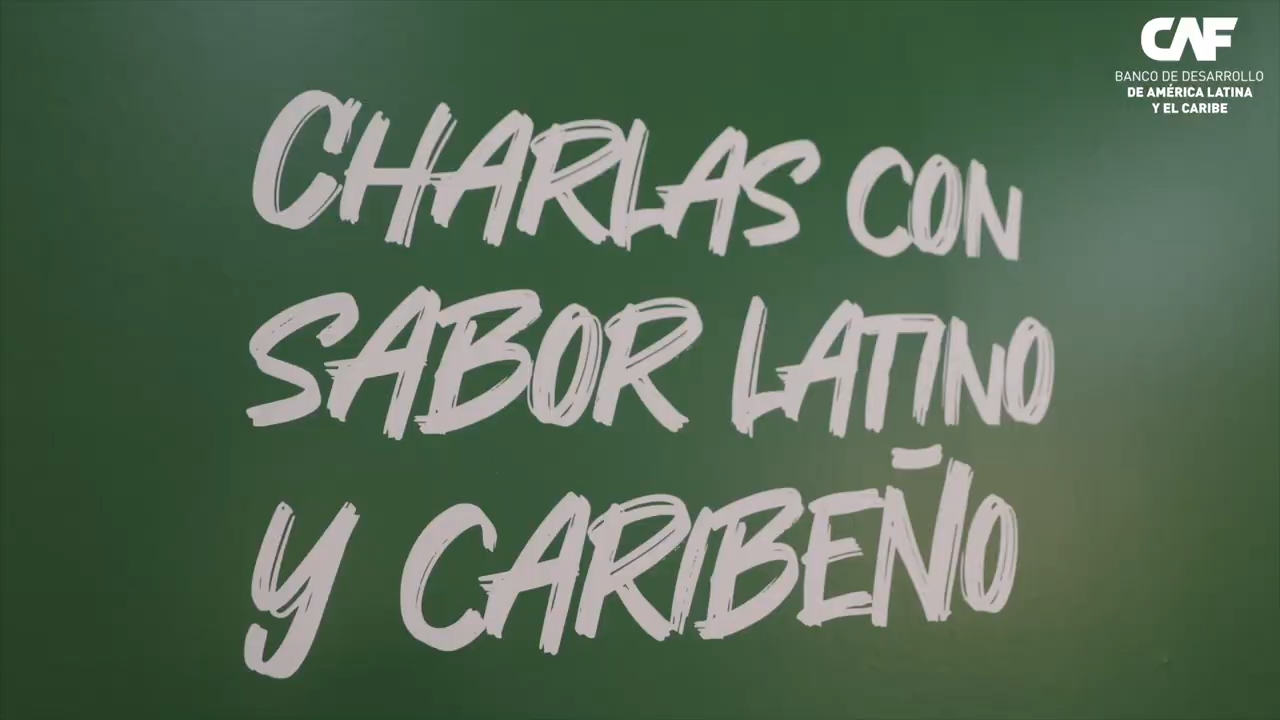 CAF
BANCO DE DESARROLLO
DE AMÉRICA LATINA
Y EL CARIBE
CHARLAS CON
SABOR LATINO
Y CARIBEÑO